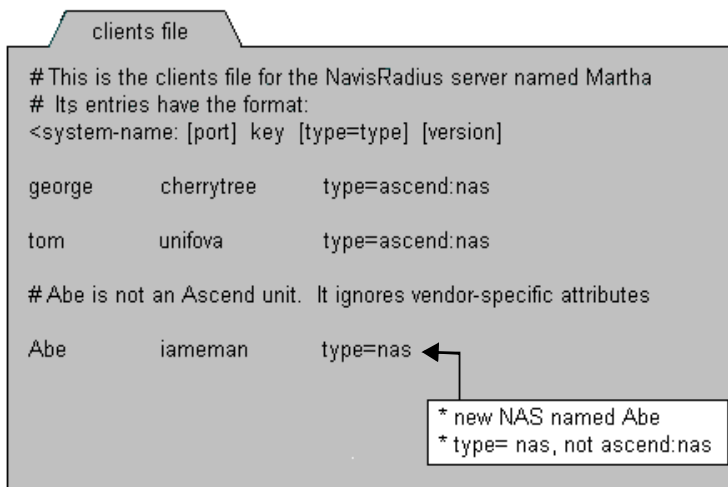 clients file
# This is the clients file for the NavisRadius server named Martha
# Its entries have the format:
<system-name: [port] key [type=type] [version]
george cherrytree type=ascend:nas
tom unifova type=ascend:nas
# Abe is not an Ascend unit. It ignores vendor-specific attributes
Abe iameman type=nas
* new NAS named Abe
* type= nas, not ascend:nas